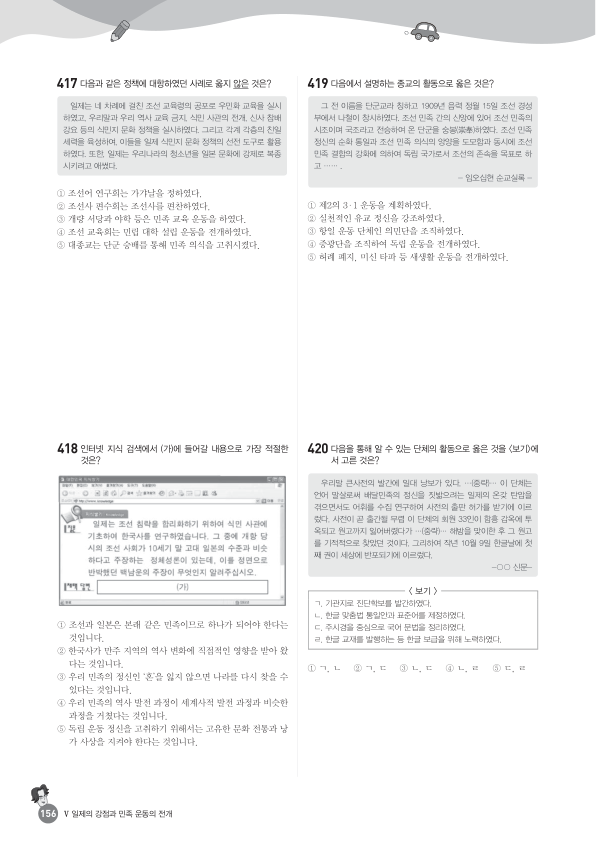 417 다음과 같은 정책에 대항하였던 사례로 옳지 않은 것은?
일제는 네 차례에 걸친 조선 교육령의 공포로 우민화 교육을 실시
하였고, 우리말과 우리 역사 교육 금지, 식민 사관의 전개, 신사 참배
강요 등의 식민지 문화 정책을 실시하였다. 그리고 각계 각층의 친일
세력을 육성하여, 이들을 일제 식민지 문화 정책의 선전 도구로 활용
하였다. 또한, 일제는 우리나라의 청소년을 일본 문화에 강제로 복종
시키려고 애썼다.
① 조선어 연구회는 가갸날을 정하였다.
② 조선사 편수회는 조선사를 편찬하였다.
③ 개량 서당과 야학 등은 민족 교육 운동을 하였다.
④ 조선 교육회는 민립 대학 설립 운동을 전개하였다.
⑤ 대종교는 단군 숭배를 통해 민족 의식을 고취시켰다.
418 인터넷 지식 검색에서 (가)에 들어갈 내용으로 가장 적절한
것은?
일제는 조선 침략을 합리화하기 위하여 식민 사관에
기초하여 한국사를 연구하였습니다. 그 중에 개항 당
시의 조선 사회가 10세기 말 고대 일본의 수준과 비슷
하다고 주장하는 정체성론이 있는데, 이를 정면으로
반박했던 백남운의 주장이 무엇인지 알려주십시오.
(가)
① 조선과 일본은 본래 같은 민족이므로 하나가 되어야 한다는
것입니다.
② 한국사가 만주 지역의 역사 변화에 직접적인 영향을 받아 왔
다는 것입니다.
③ 우리 민족의 정신인 '혼'을 잃지 않으면 나라를 다시 찾을 수
있다는 것입니다.
④ 우리 민족의 역사 발전 과정이 세계사적 발전 과정과 비슷한
과정을 거쳤다는 것입니다.
⑤ 독립 운동 정신을 고취하기 위해서는 고유한 문화 전통과 낭
가 사상을 지켜야 한다는 것입니다.
419 다음에서 설명하는 종교의 활동으로 옳은 것은?
그 전 이름을 단군교라 칭하고 1909년 음력 정월 15일 조선 경성
부에서 나철이 창시하였다. 조선 민족 간의 신앙에 있어 조선 민족의
시조이며 국조라고 전승하여 온 단군을 숭봉(崇奉)하였다. 조선 민족
정신의 순화 통일과 조선 민족 의식의 앙양을 도모함과 동시에 조선
민족 결합의 강화에 의하여 독립 국가로서 조선의 존속을 목표로 하
고 …… .
– 임오십현 순교실록 –
① 제2의 3·1 운동을 계획하였다.
② 실천적인 유교 정신을 강조하였다.
③ 항일 운동 단체인 의민단을 조직하였다.
④ 중광단을 조직하여 독립 운동을 전개하였다.
⑤ 허례 폐지, 미신 타파 등 새생활 운동을 전개하였다.
420 다음을 통해 알 수 있는 단체의 활동으로 옳은 것을 〈보기〉에
서 고른 것은?
우리말 큰사전의 발간에 일대 낭보가 있다. …(중략)… 이 단체는
언어 말살로써 배달민족의 정신을 짓밟으려는 일제의 온갖 탄압을
겪으면서도 어휘를 수집 연구하여 사전의 출판 허가를 받기에 이르
렀다. 사전이 곧 출간될 무렵 이 단체의 회원 33인이 함흥 감옥에 투
옥되고 원고까지 잃어버렸다가 …(중략)… 해방을 맞이한 후 그 원고
를 기적적으로 찾았던 것이다. 그리하여 작년 10월 9일 한글날에 첫
째 권이 세상에 반포되기에 이르렀다.
–○○ 신문–
〈 보기 〉
ㄱ. 기관지로 진단학보를 발간하였다.
ㄴ. 한글 맞춤법 통일안과 표준어를 제정하였다.
ㄷ. 주시경을 중심으로 국어 문법을 정리하였다.
ㄹ. 한글 교재를 발행하는 등 한글 보급을 위해 노력하였다.
① ㄱ, ㄴ ② ㄱ, ㄷ ③ ㄴ, ㄷ ④ ㄴ, ㄹ ⑤ ㄷ, ㄹ
156 Ⅴ 일제의 강점과 민족 운동의 전개